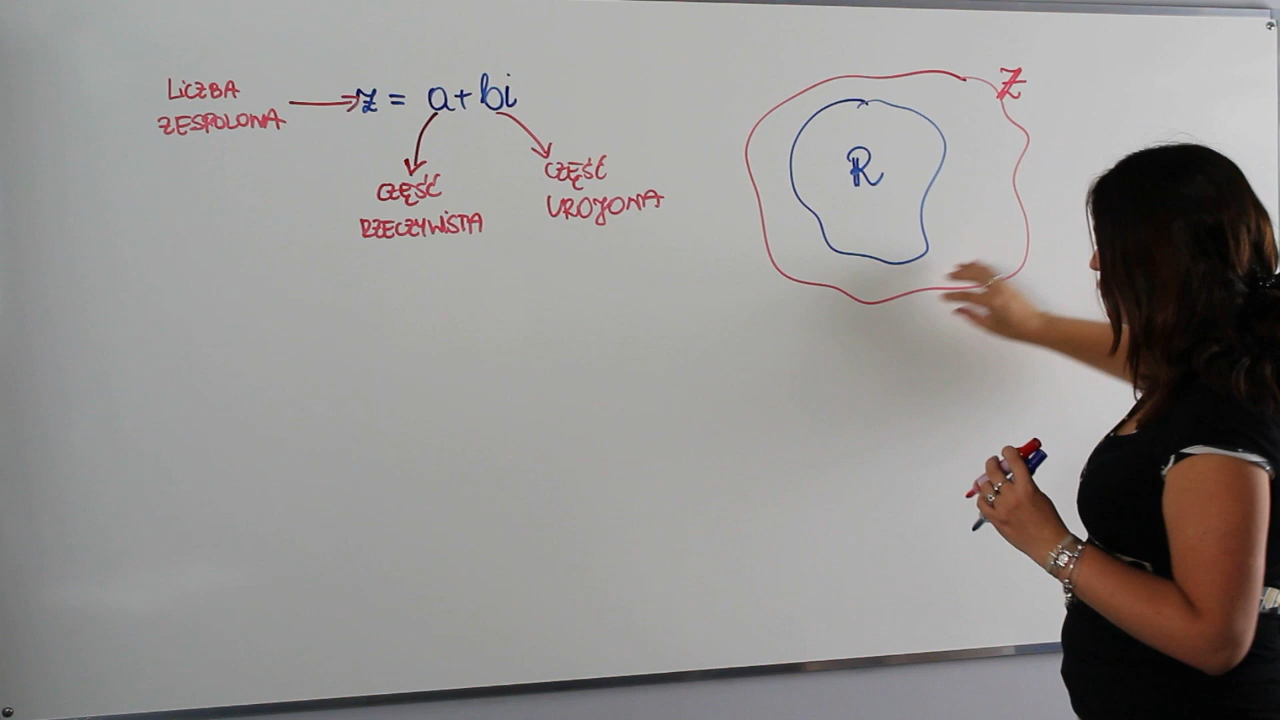 LiCZBA
ZESPOLONA
z = a+bi
CZĘŚĆ
RZECZYWiSTA
CZĘŚĆ
UROJONA
Z
R